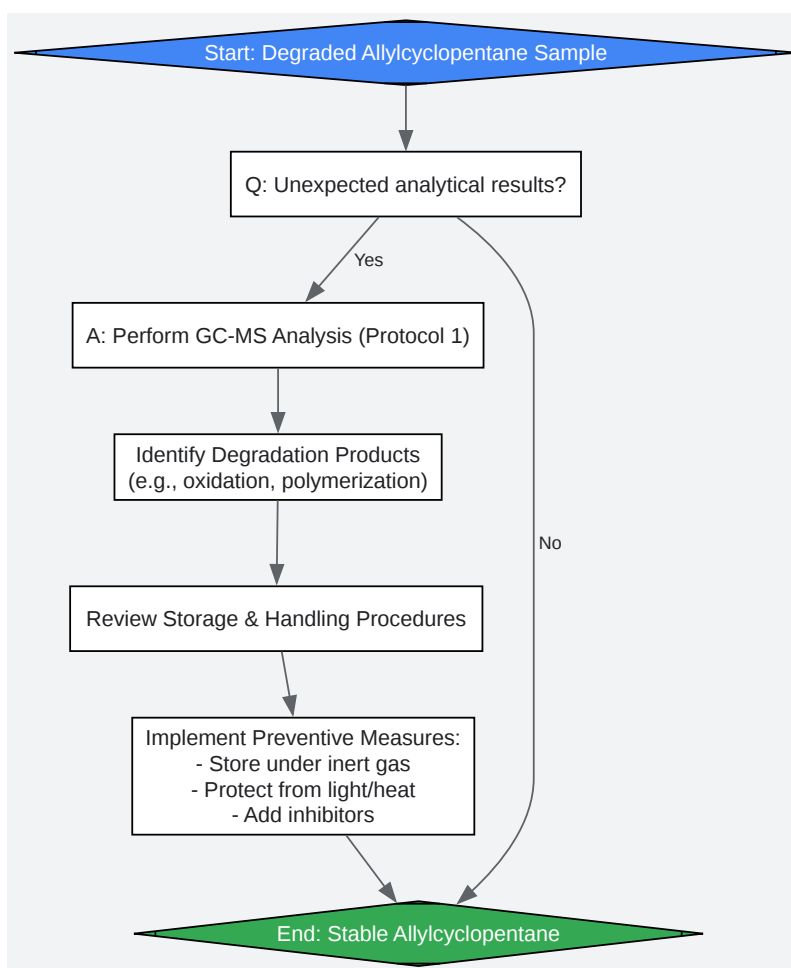 Start: Degraded Allylcyclopentane Sample
Q: Unexpected analytical results?
Yes
A: Perform GC-MS Analysis (Protocol 1)
Identify Degradation Products
(e.g., oxidation, polymerization)
No
Review Storage & Handling Procedures
Implement Preventive Measures:
- Store under inert gas
- Protect from light/heat
- Add inhibitors
End: Stable Allylcyclopentane